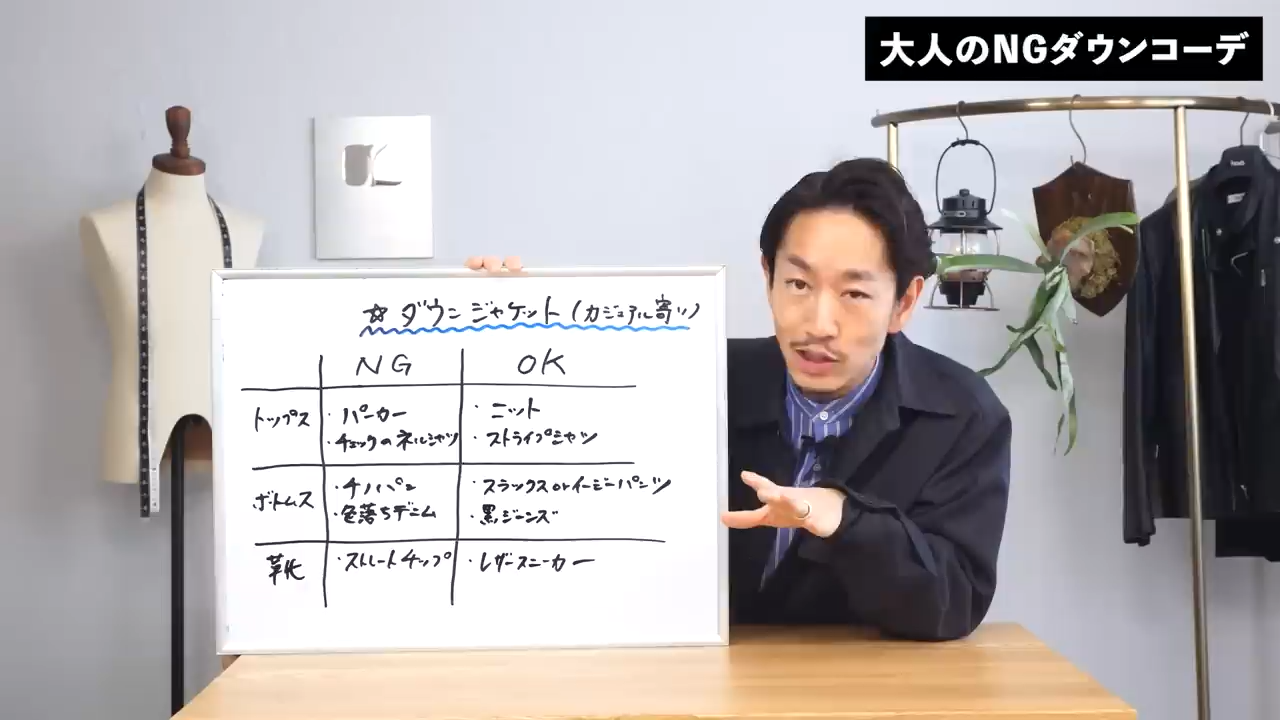 大人のNGダウンコーデ
☆ダウンジャケット(カジュアル寄り)
NG OK
トップス ・パーカー ・ニット
・チェックのネルシャツ ・ストライプシャツ
ボトムス ・チノパン ・スラックスorイージーパンツ
・色落ちデニム ・黒ジーンズ
革靴 ・ストレートチップ ・レザースニーカー